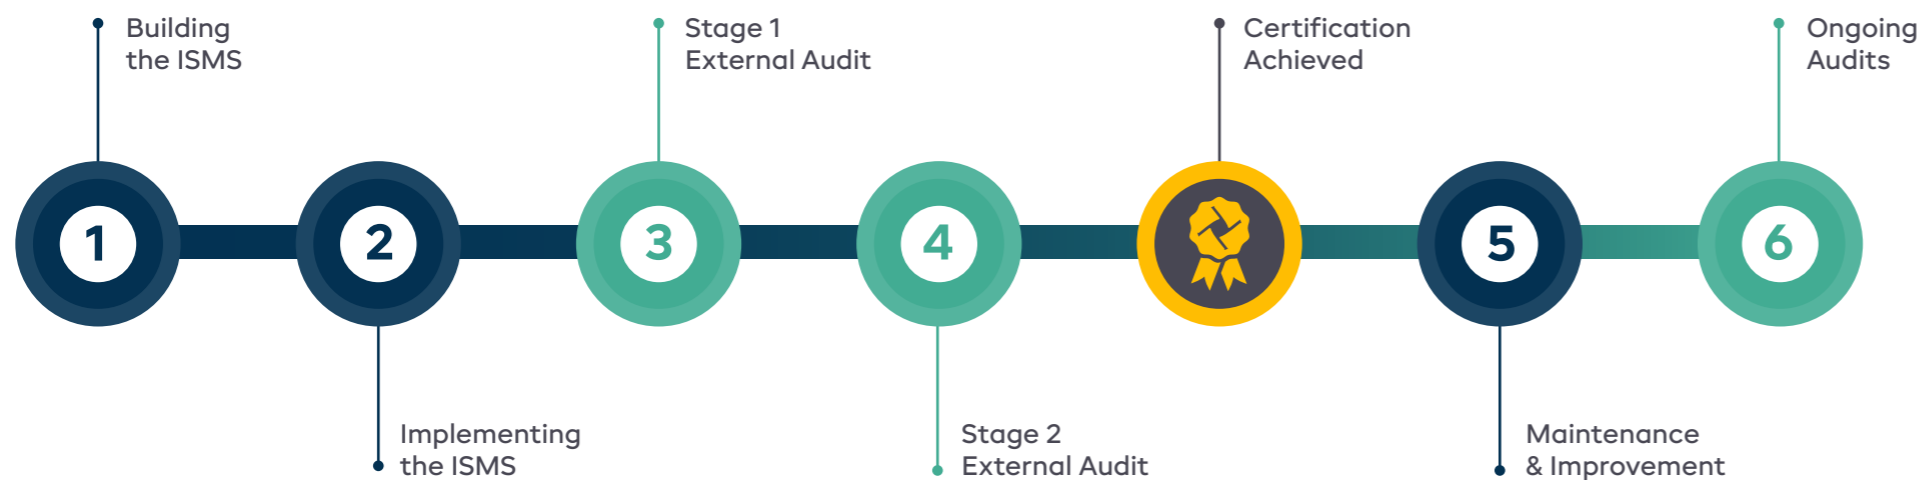 Building
the ISMS
Stage 1
External Audit
Certification
Achieved
Ongoing
Audits
1
2
3
4
5
6
Implementing
the ISMS
Stage 2
External Audit
Maintenance
& Improvement